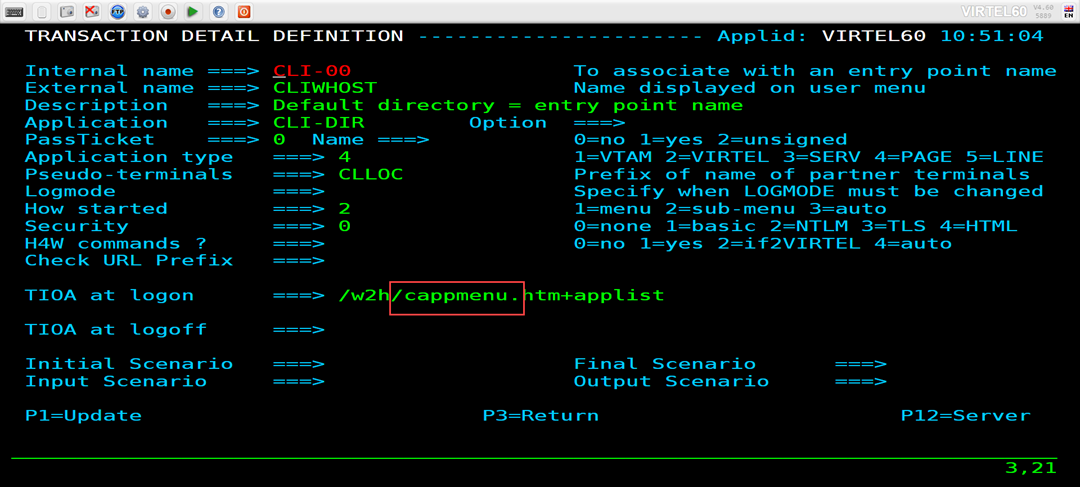 VIRTEL60 V4.60 5889 EN
TRANSACTION DETAIL DEFINITION ---------------------- Applid: VIRTEL60 10:51:04
Internal name ===> CLI-00 To associate with an entry point name
External name ===> CLIWHOST Name displayed on user menu
Description ===> Default directory = entry point name
Application ===> CLI-DIR Option ===>
PassTicket ===> 0 Name ===> 0=no 1=yes 2=unsigned
Application type ===> 4 1=VTAM 2=VIRTEL 3=SERV 4=PAGE 5=LINE
Pseudo-terminals ===> CLLOC Prefix of name of partner terminals
Logmode ===> Specify when LOGMODE must be changed
How started ===> 2 1=menu 2=sub-menu 3=auto
Security ===> 0 0=none 1=basic 2=NTLM 3=TLS 4=HTML
H4W commands ? ===> 0=no 1=yes 2=if2VIRTEL 4=auto
Check URL Prefix ===>
TIOA at logon ===> /w2h/cappmenu.htm+applist
TIOA at logoff ===>
Initial Scenario ===> Final Scenario ===>
Input Scenario ===> Output Scenario ===>
P1=Update P3=Return P12=Server
3,21